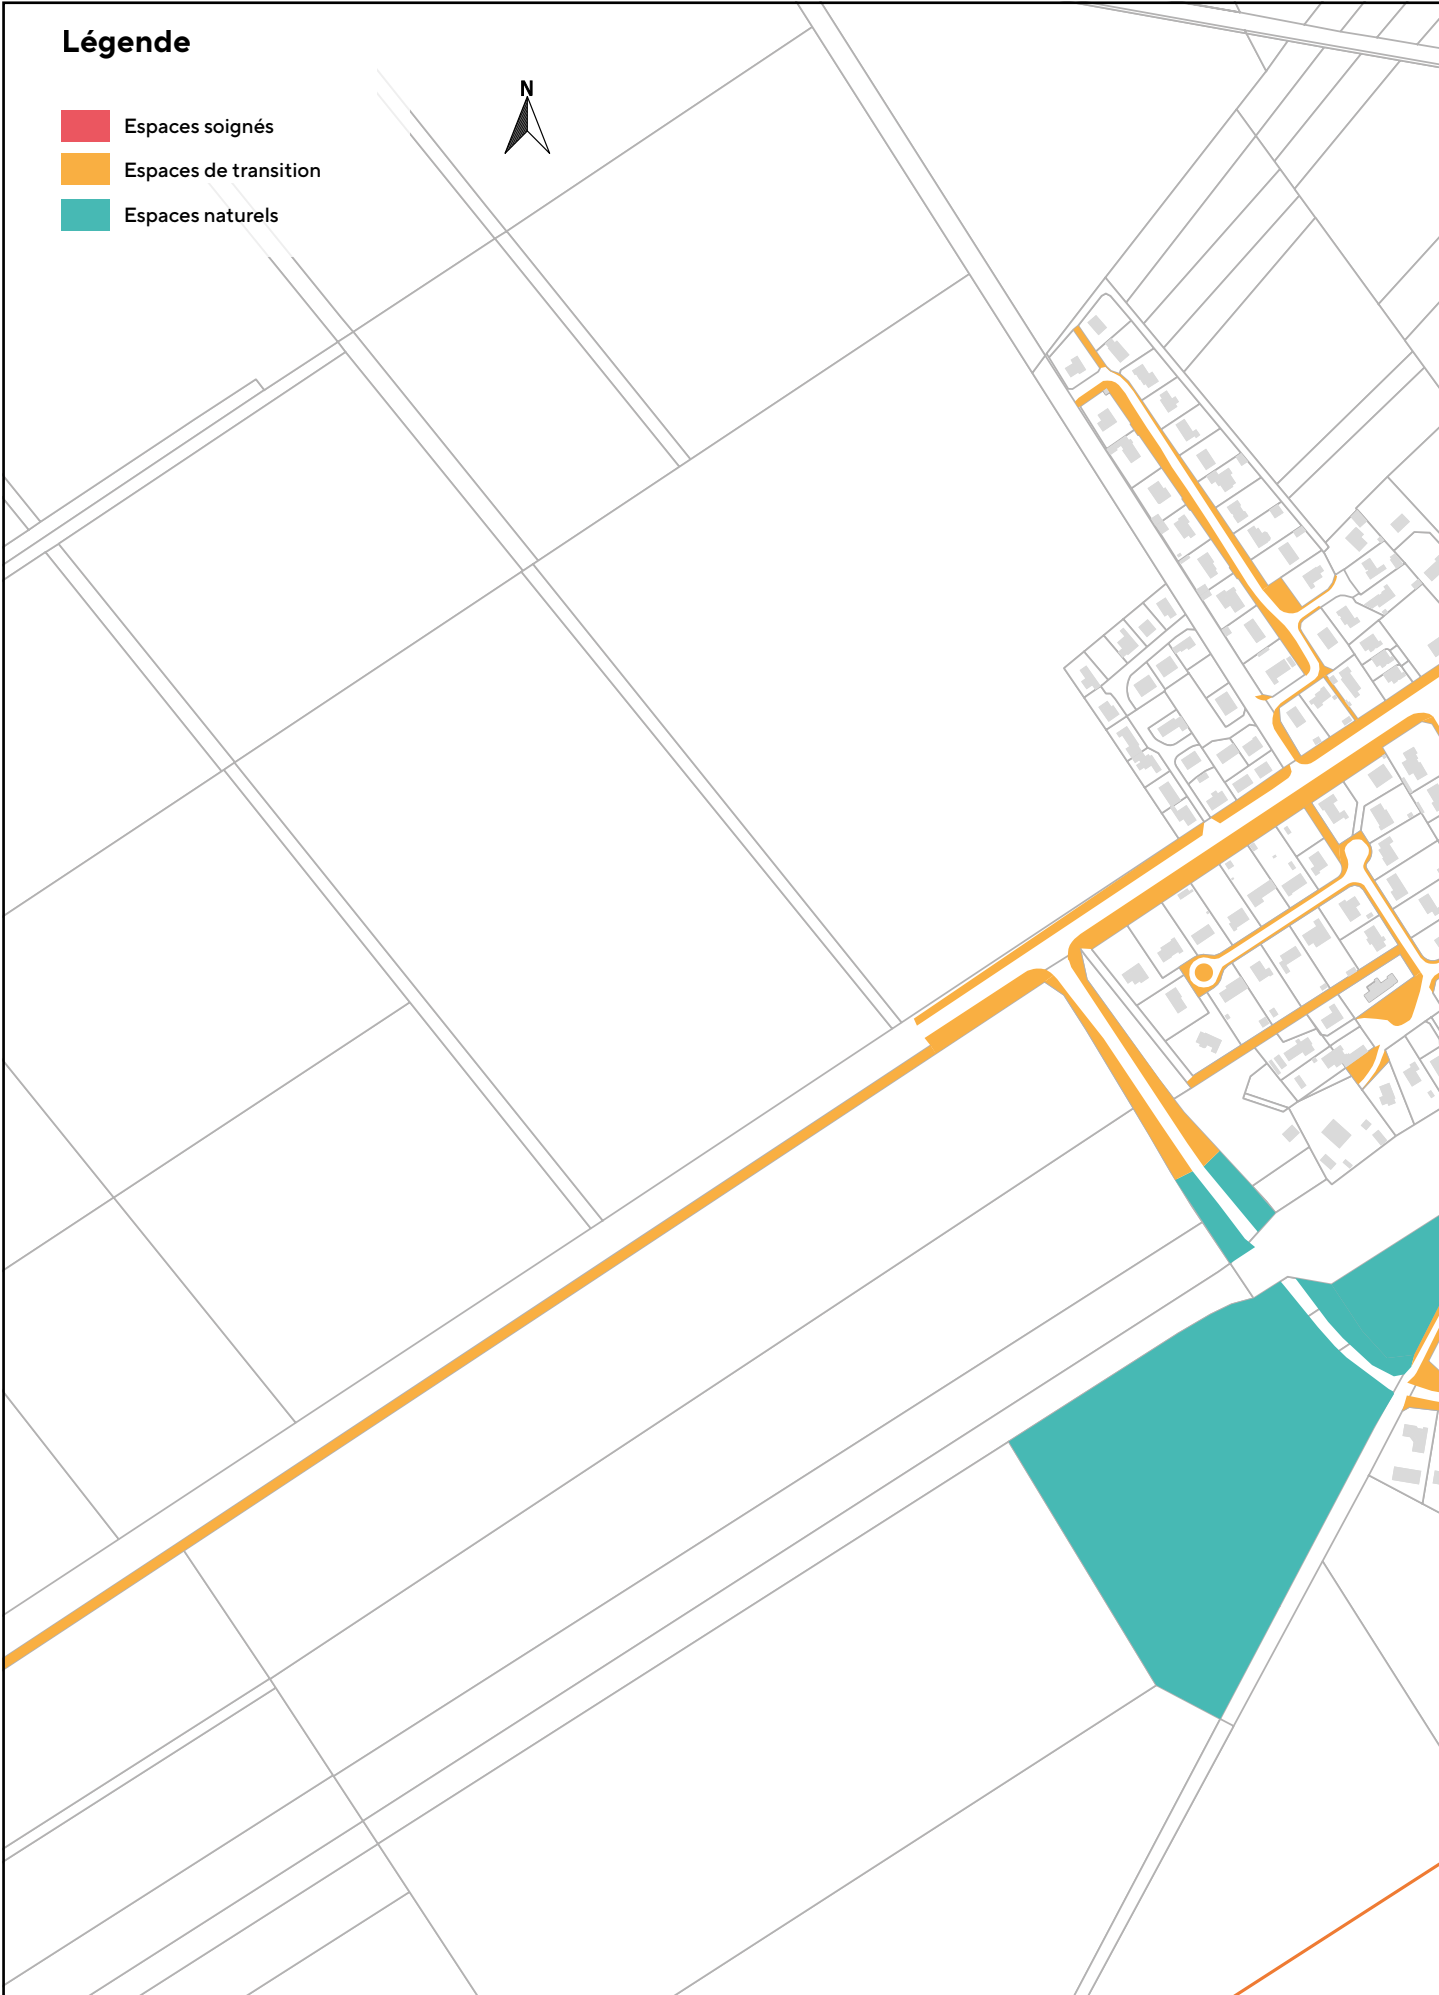 Légende
N
Espaces soignés
Espaces de transition
Espaces naturels